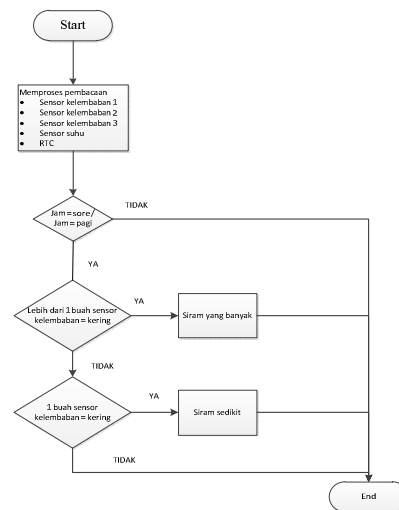 Start
Memproses pembacaan
• Sensor kelembaban 1
• Sensor kelembaban 2
• Sensor kelembaban 3
• Sensor suhu
• RTC
Jam=sore/
Jam=pagi
TIDAK
YA
Lebih dari 1 buah sensor
kelembaban = kering
YA
Siram yang banyak
TIDAK
1 buah sensor
kelembaban = kering
YA
Siram sedikit
TIDAK
End